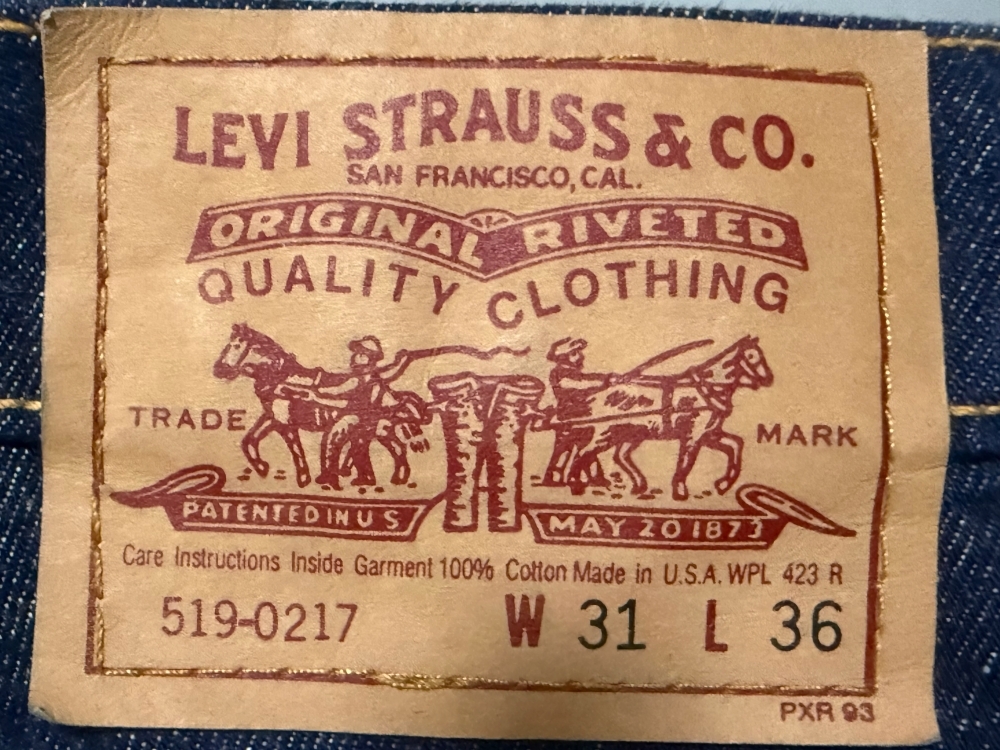 LEVI STRAUSS & CO.
SAN FRANCISCO, CAL.
ORIGINAL RIVETED
QUALITY CLOTHING
TRADE MARK
PATENTED IN U S MAY 20 1873
Care Instructions Inside Garment 100% Cotton Made in U.S.A. WPL 423 R
519-0217 W 31 L 36
PXR 93